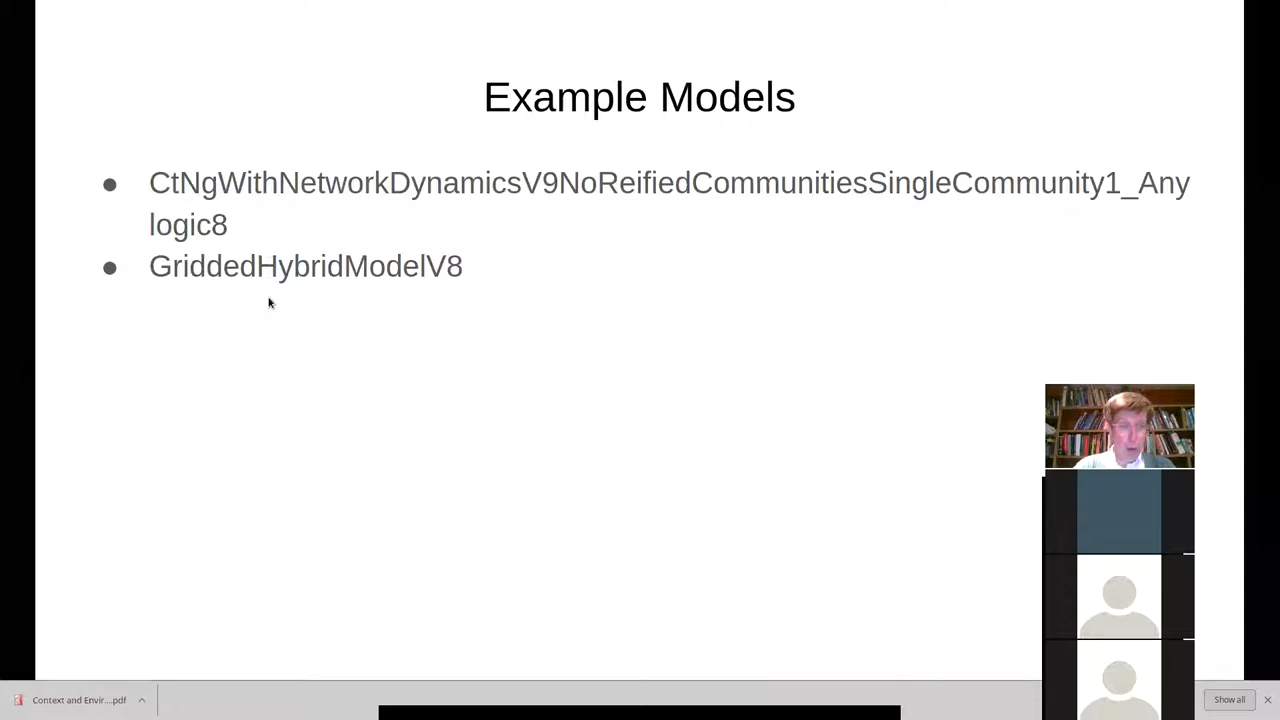 Example Models
● CtNgWithNetworkDynamicsV9NoReifiedCommunitiesSingleCommunity1_Any
logic8
● GriddedHybridModelV8
Context and Envir....pdf
Show all